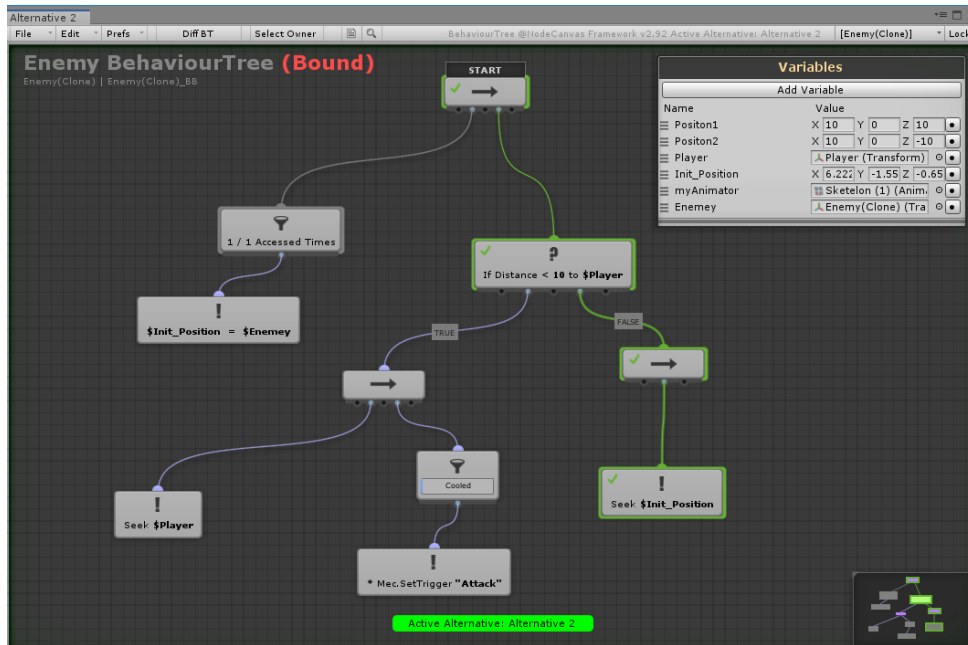 Alternative 2
File Edit Prefs Diff BT Select Owner BehaviourTree @NodeCanvas Framework v2.92 Active Alternative: Alternative 2 [Enemy(Clone)] Lock
Enemy BehaviourTree (Bound)
Enemy(Clone) | Enemy(Clone)_BB
START
Variables
Add Variable
Name Value
Positon1 X 10 Y 0 Z 10
Positon2 X 10 Y 0 Z -10
Player Player (Transform)
Init_Position X 6.222 Y -1.55 Z -0.65
myAnimator Sketelon (1) (Anim.
Enemey Enemy(Clone) (Tra
1 / 1 Accessed Times
If Distance < 10 to $Player
$Init_Position = $Enemey
TRUE
FALSE
Cooled
Seek $Player
Seek $Init_Position
* Mec.SetTrigger "Attack"
Active Alternative: Alternative 2